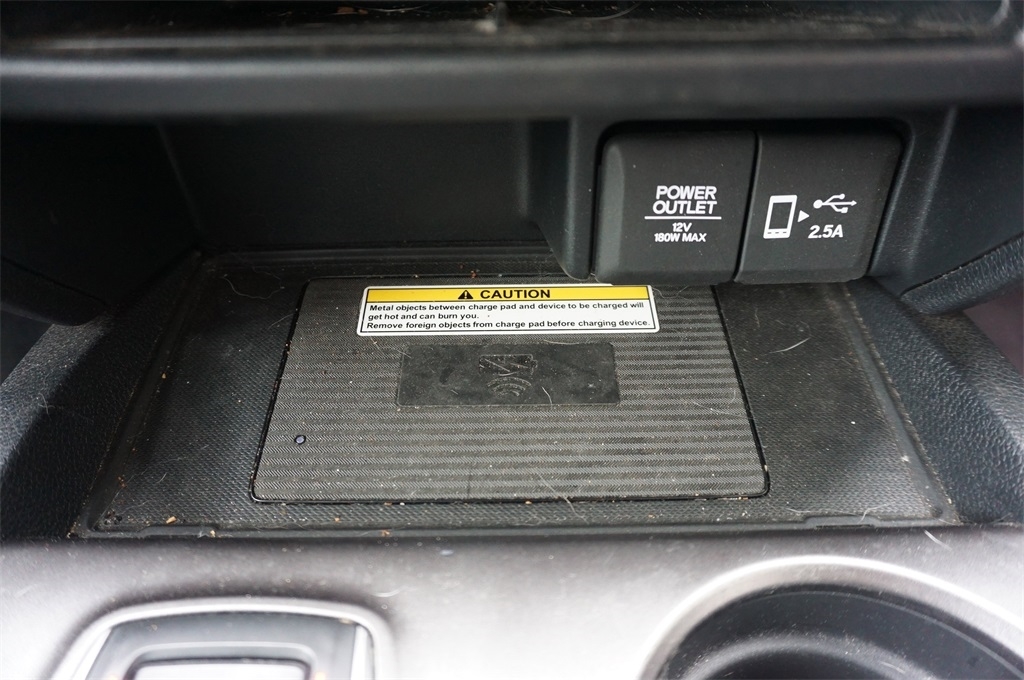 POWER
OUTLET
12V
180W MAX
2.5A
CAUTION
Metal objects between charge pad and device to be charged will
get hot and can burn you.
Remove foreign objects from charge pad before charging device.